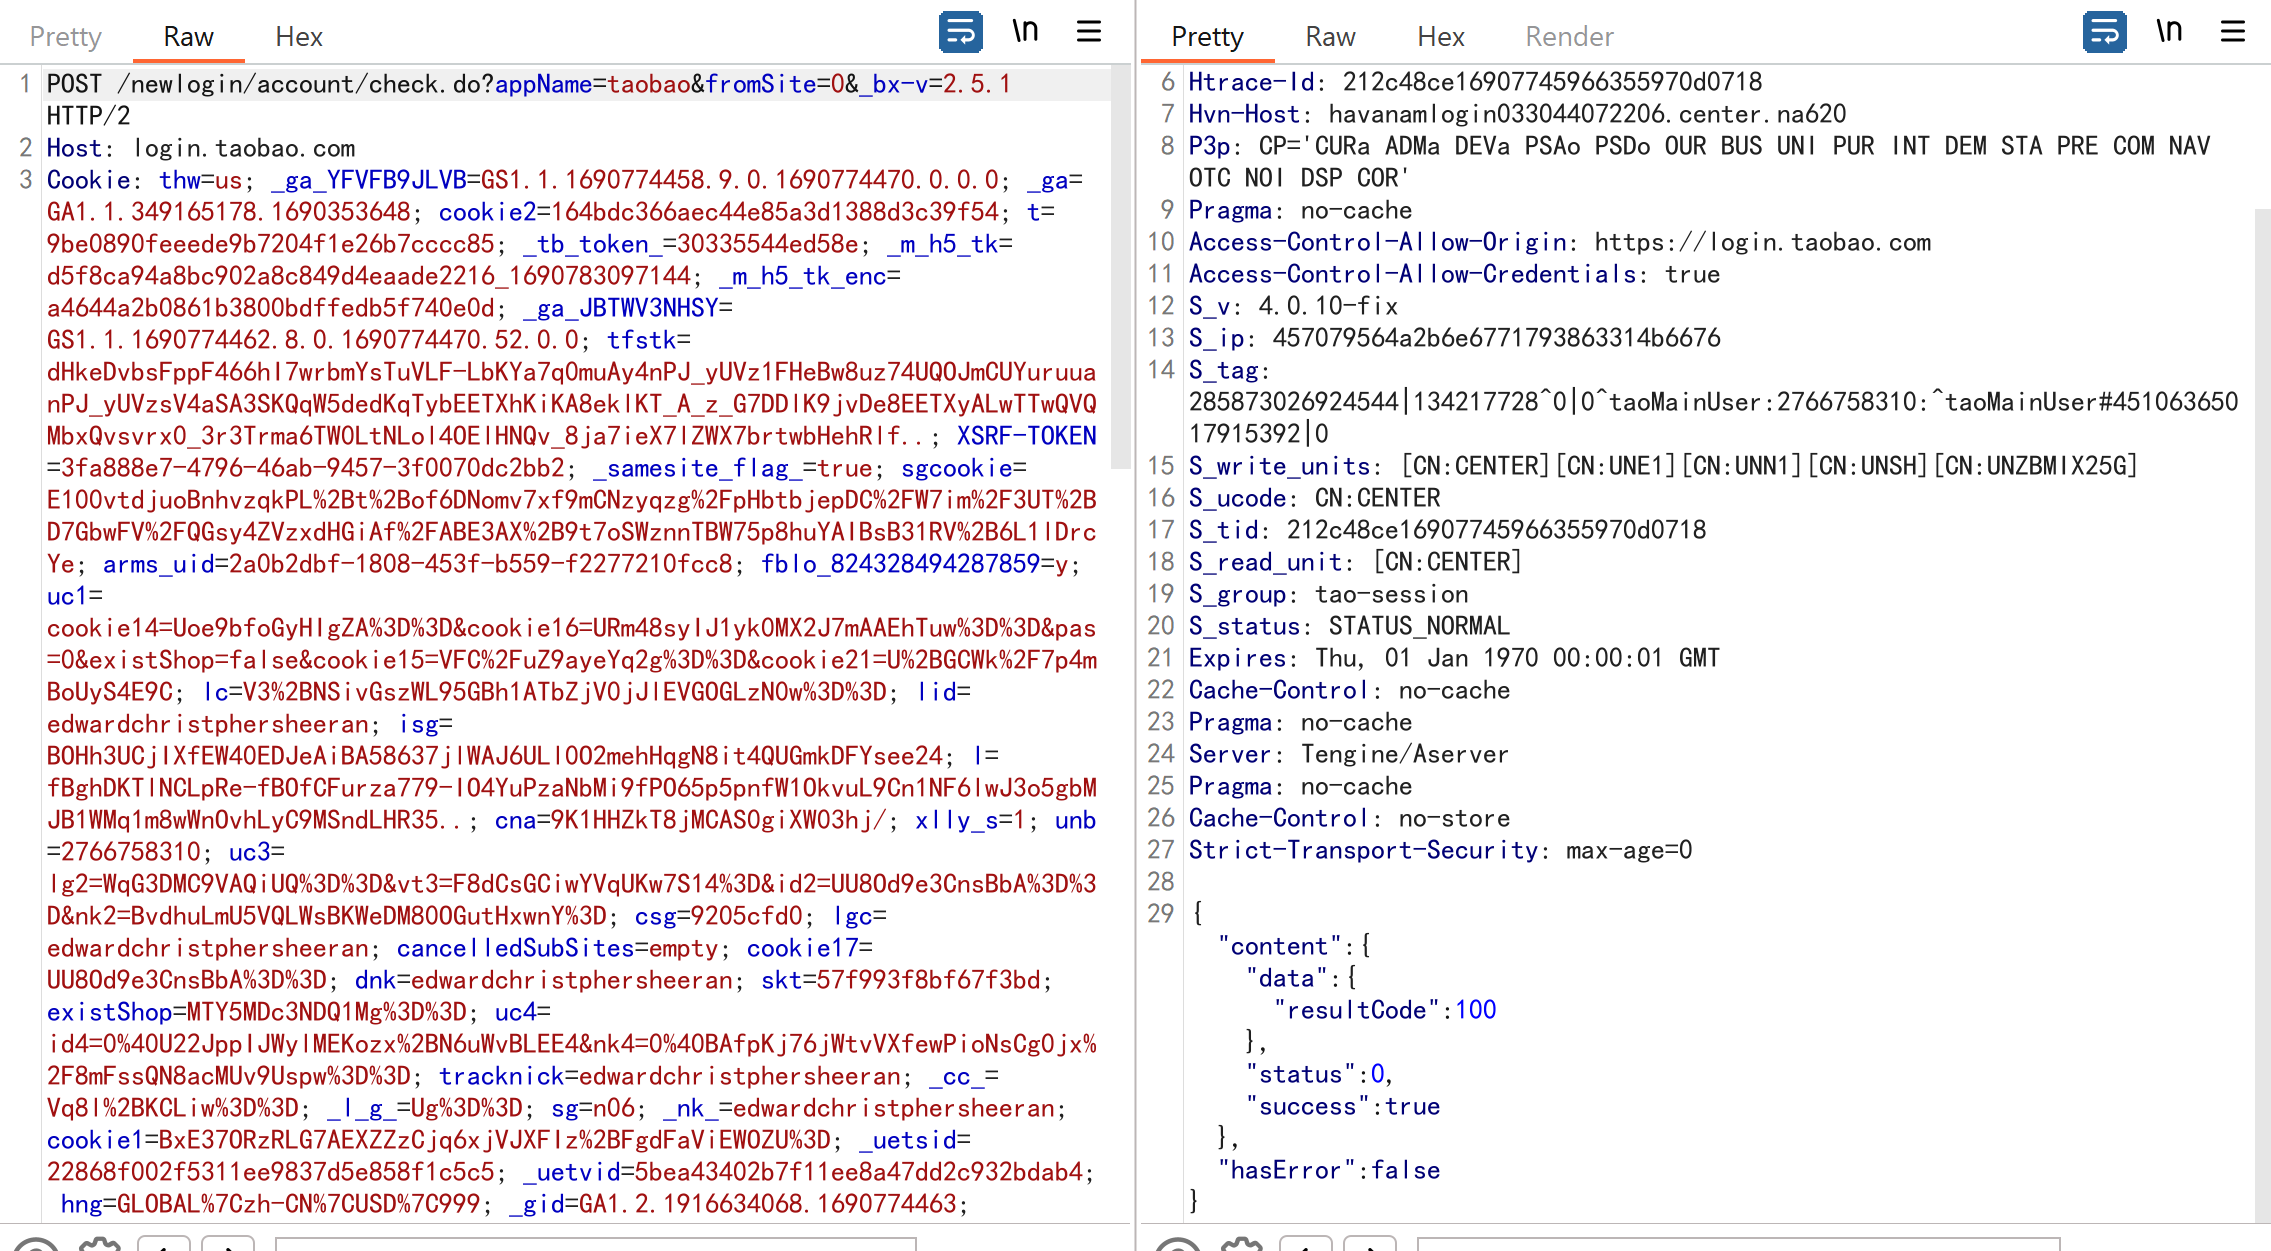 Pretty Raw Hex \n
1 POST /newlogin/account/check.do?appName=taobao&fromSite=0&_bx-v=2.5.1
HTTP/2
2 Host: login.taobao.com
3 Cookie: thw=us; _ga_YFVFB9JLVB=GS1.1.1690774458.9.0.1690774470.0.0.0; _ga=
GA1.1.349165178.1690353648; cookie2=164bdc366aec44e85a3d1388d3c39f54; t=
9be0890feeede9b7204f1e26b7cccc85; _tb_token_=30335544ed58e; _m_h5_tk=
d5f8ca94a8bc902a8c849d4eaade2216_1690783097144; _m_h5_tk_enc=
a4644a2b0861b3800bdffedb5f740e0d; _ga_JBTWV3NHSY=
GS1.1.1690774462.8.0.1690774470.52.0.0; tfstk=
dHkeDvbsFppF466hI7wrbmYsTuVLF-LbKYa7q0muAy4nPJ_yUVz1FHeBw8uz74UQOJmCUYuruua
nPJ_yUVzsV4aSA3SKQqW5dedKqTybEETXhKiKA8eklKT_A_z_G7DDlK9jvDe8EETXyALwTTwQVQ
MbxQvsvrx0_3r3Trma6TWOLtNLol4OElHNQv_8ja7ieX7lZWX7brtwbHehRlf..; XSRF-TOKEN
=3fa888e7-4796-46ab-9457-3f0070dc2bb2; _samesite_flag_=true; sgcookie=
E100vtdjuoBnhvzqkPL%2Bt%2Bof6DNomv7xf9mCNzyqzg%2FpHbtbjepDC%2FW7im%2F3UT%2B
D7GbwFV%2FQGsy4ZVzxdHGiAf%2FABE3AX%2B9t7oSWznnTBW75p8huYAIBsB31RV%2B6L1lDrc
Ye; arms_uid=2a0b2dbf-1808-453f-b559-f2277210fcc8; fblo_824328494287859=y;
uc1=
cookie14=Uoe9bfoGyHIgZA%3D%3D&cookie16=URm48syIJ1yk0MX2J7mAAEhTuw%3D%3D&pas
=0&existShop=false&cookie15=VFC%2FuZ9ayeYq2g%3D%3D&cookie21=U%2BGCWk%2F7p4m
BoUyS4E9C; lc=V3%2BNSivGszWL95GBh1ATbZjV0jJlEVGOGLzN0w%3D%3D; lid=
edwardchristphersheeran; isg=
BOHh3UCjlXfEW40EDJeAiBA58637jlWAJ6ULl002mehHqgN8it4QUGmkDFYsee24; l=
fBghDKTlNCLpRe-fBOfCFurza779-IO4YuPzaNbMi9fPO65p5pnfW1OkvuL9Cn1NF6lwJ3o5gbM
JB1WMq1m8wWnOvhLyC9MSndLHR35..; cna=9K1HHZkT8jMCAS0giXW03hj/; xlly_s=1; unb
=2766758310; uc3=
lg2=WqG3DMC9VAQiUQ%3D%3D&vt3=F8dCsGCiwYVqUKw7S14%3D&id2=UU80d9e3CnsBbA%3D%3
D&nk2=BvdhuLmU5VQLWsBKWeDM80OGutHxwnY%3D; csg=9205cfd0; lgc=
edwardchristphersheeran; cancelledSubSites=empty; cookie17=
UU80d9e3CnsBbA%3D%3D; dnk=edwardchristphersheeran; skt=57f993f8bf67f3bd;
existShop=MTY5MDc3NDQ1Mg%3D%3D; uc4=
id4=0%40U22JpplJWylMEKozx%2BN6uWvBLEE4&nk4=0%40BAfpKj76jWtvVXfewPioNsCgOjx%
2F8mFssQN8acMUv9Uspw%3D%3D; tracknick=edwardchristphersheeran; _cc_=
Vq8l%2BKCLiw%3D%3D; _l_g_=Ug%3D%3D; sg=n06; _nk_=edwardchristphersheeran;
cookie1=BxE37ORzRLG7AEXZZzCjq6xjVJXFlz%2BFgdFaViEWOZU%3D; _uetsid=
22868f002f5311ee9837d5e858f1c5c5; _uetvid=5bea43402b7f11ee8a47dd2c932bdab4;
hng=GLOBAL%7Czh-CN%7CUSD%7C999; _gid=GA1.2.1916634068.1690774463;
Pretty Raw Hex Render \n
6 Htrace-Id: 212c48ce16907745966355970d0718
7 Hvn-Host: havanamlogin033044072206.center.na620
8 P3p: CP='CURa ADMa DEVa PSAo PSDo OUR BUS UNI PUR INT DEM STA PRE COM NAV
OTC NOI DSP COR'
9 Pragma: no-cache
10 Access-Control-Allow-Origin: https://login.taobao.com
11 Access-Control-Allow-Credentials: true
12 S_v: 4.0.10-fix
13 S_ip: 457079564a2b6e6771793863314b6676
14 S_tag:
285873026924544|134217728^0|0^taoMainUser:2766758310:^taoMainUser#451063650
17915392|0
15 S_write_units: [CN:CENTER][CN:UNE1][CN:UNN1][CN:UNSH][CN:UNZBMIX25G]
16 S_ucode: CN:CENTER
17 S_tid: 212c48ce16907745966355970d0718
18 S_read_unit: [CN:CENTER]
19 S_group: tao-session
20 S_status: STATUS_NORMAL
21 Expires: Thu, 01 Jan 1970 00:00:01 GMT
22 Cache-Control: no-cache
23 Pragma: no-cache
24 Server: Tengine/Aserver
25 Pragma: no-cache
26 Cache-Control: no-store
27 Strict-Transport-Security: max-age=0
28
29 {
"content":{
"data":{
"resultCode":100
},
"status":0,
"success":true
},
"hasError":false
}